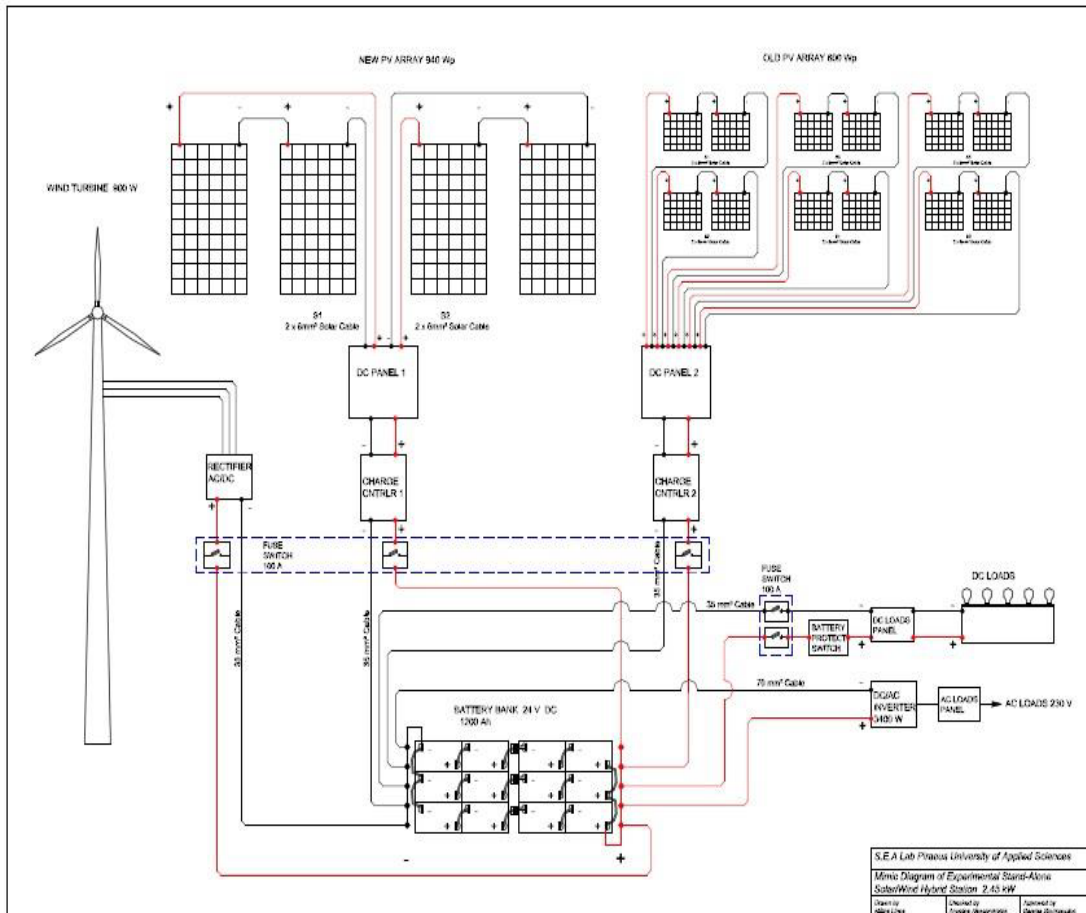 NEW PV ARRAY 940 Wp
OLD PV ARRAY 600 Wp
WIND TURBINE 900 W
S1
2 x 6mm² Solar Cable
S2
2 x 6mm² Solar Cable
DC PANEL 1
DC PANEL 2
RECTIFIER
AC/DC
CHARGE
CNTRLR 1
CHARGE
CNTRLR 2
FUSE
SWITCH
100 A
FUSE
SWITCH
100 A
35 mm² Cable
35 mm² Cable
35 mm² Cable
DC LOADS
BATTERY
PROTECT
SWITCH
DC LOADS
PANEL
70 mm² Cable
DC/AC
INVERTER
3400 W
AC LOADS
PANEL
AC LOADS 230 V
BATTERY BANK 24 V DC
1200 Ah
S.E.A Lab Piraeus University of Applied Sciences
Mimic Diagram of Experimental Stand-Alone
Solar/Wind Hybrid Station 2,45 kW
Drawn by
Checked by
Approved by